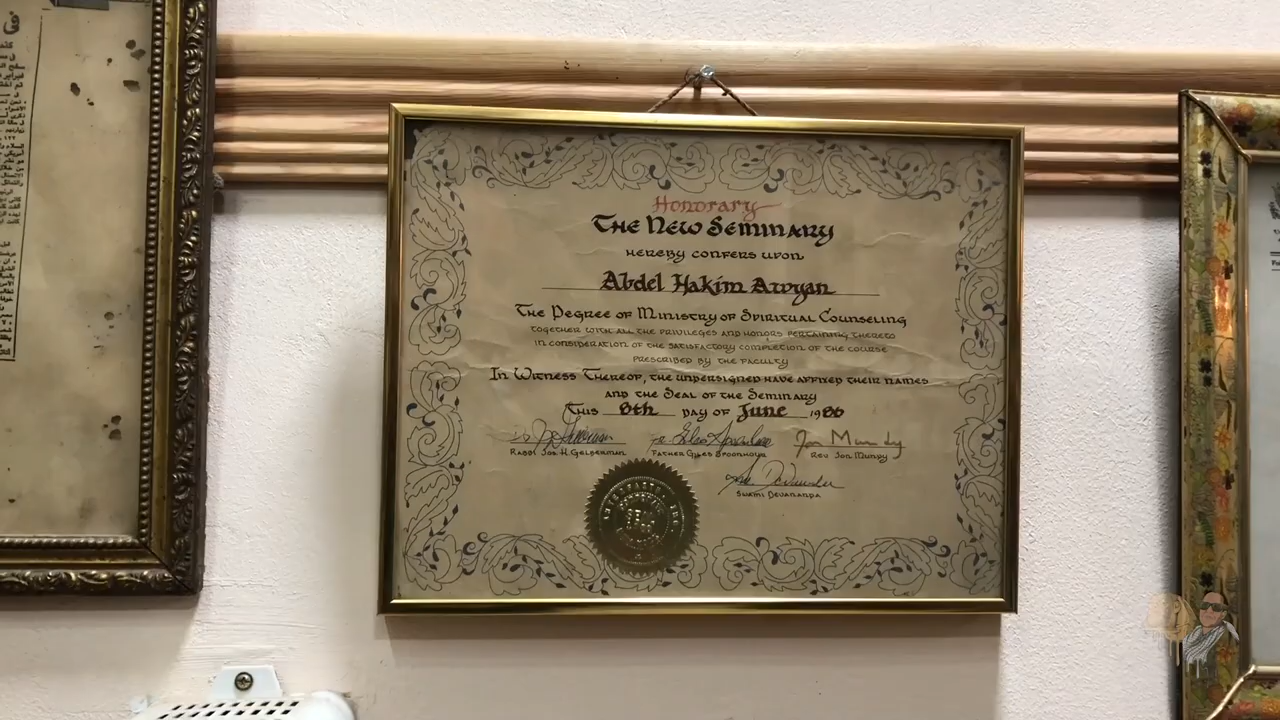 Honorary
The New Seminary
hereby confers upon
Abdel Hakim Awyan
The Degree of Ministry of Spiritual Counseling
together with all the privileges and honors pertaining thereto
in consideration of the satisfactory completion of the course
prescribed by the faculty
In Witness Thereof, the undersigned have affixed their names
and the Seal of the Seminary
This 8th day of June 1986
Jon Mundy
Rabbi Jos H. Gelberman Father Giles Spoonhour Rev. Jon Mundy
Swami Devananda